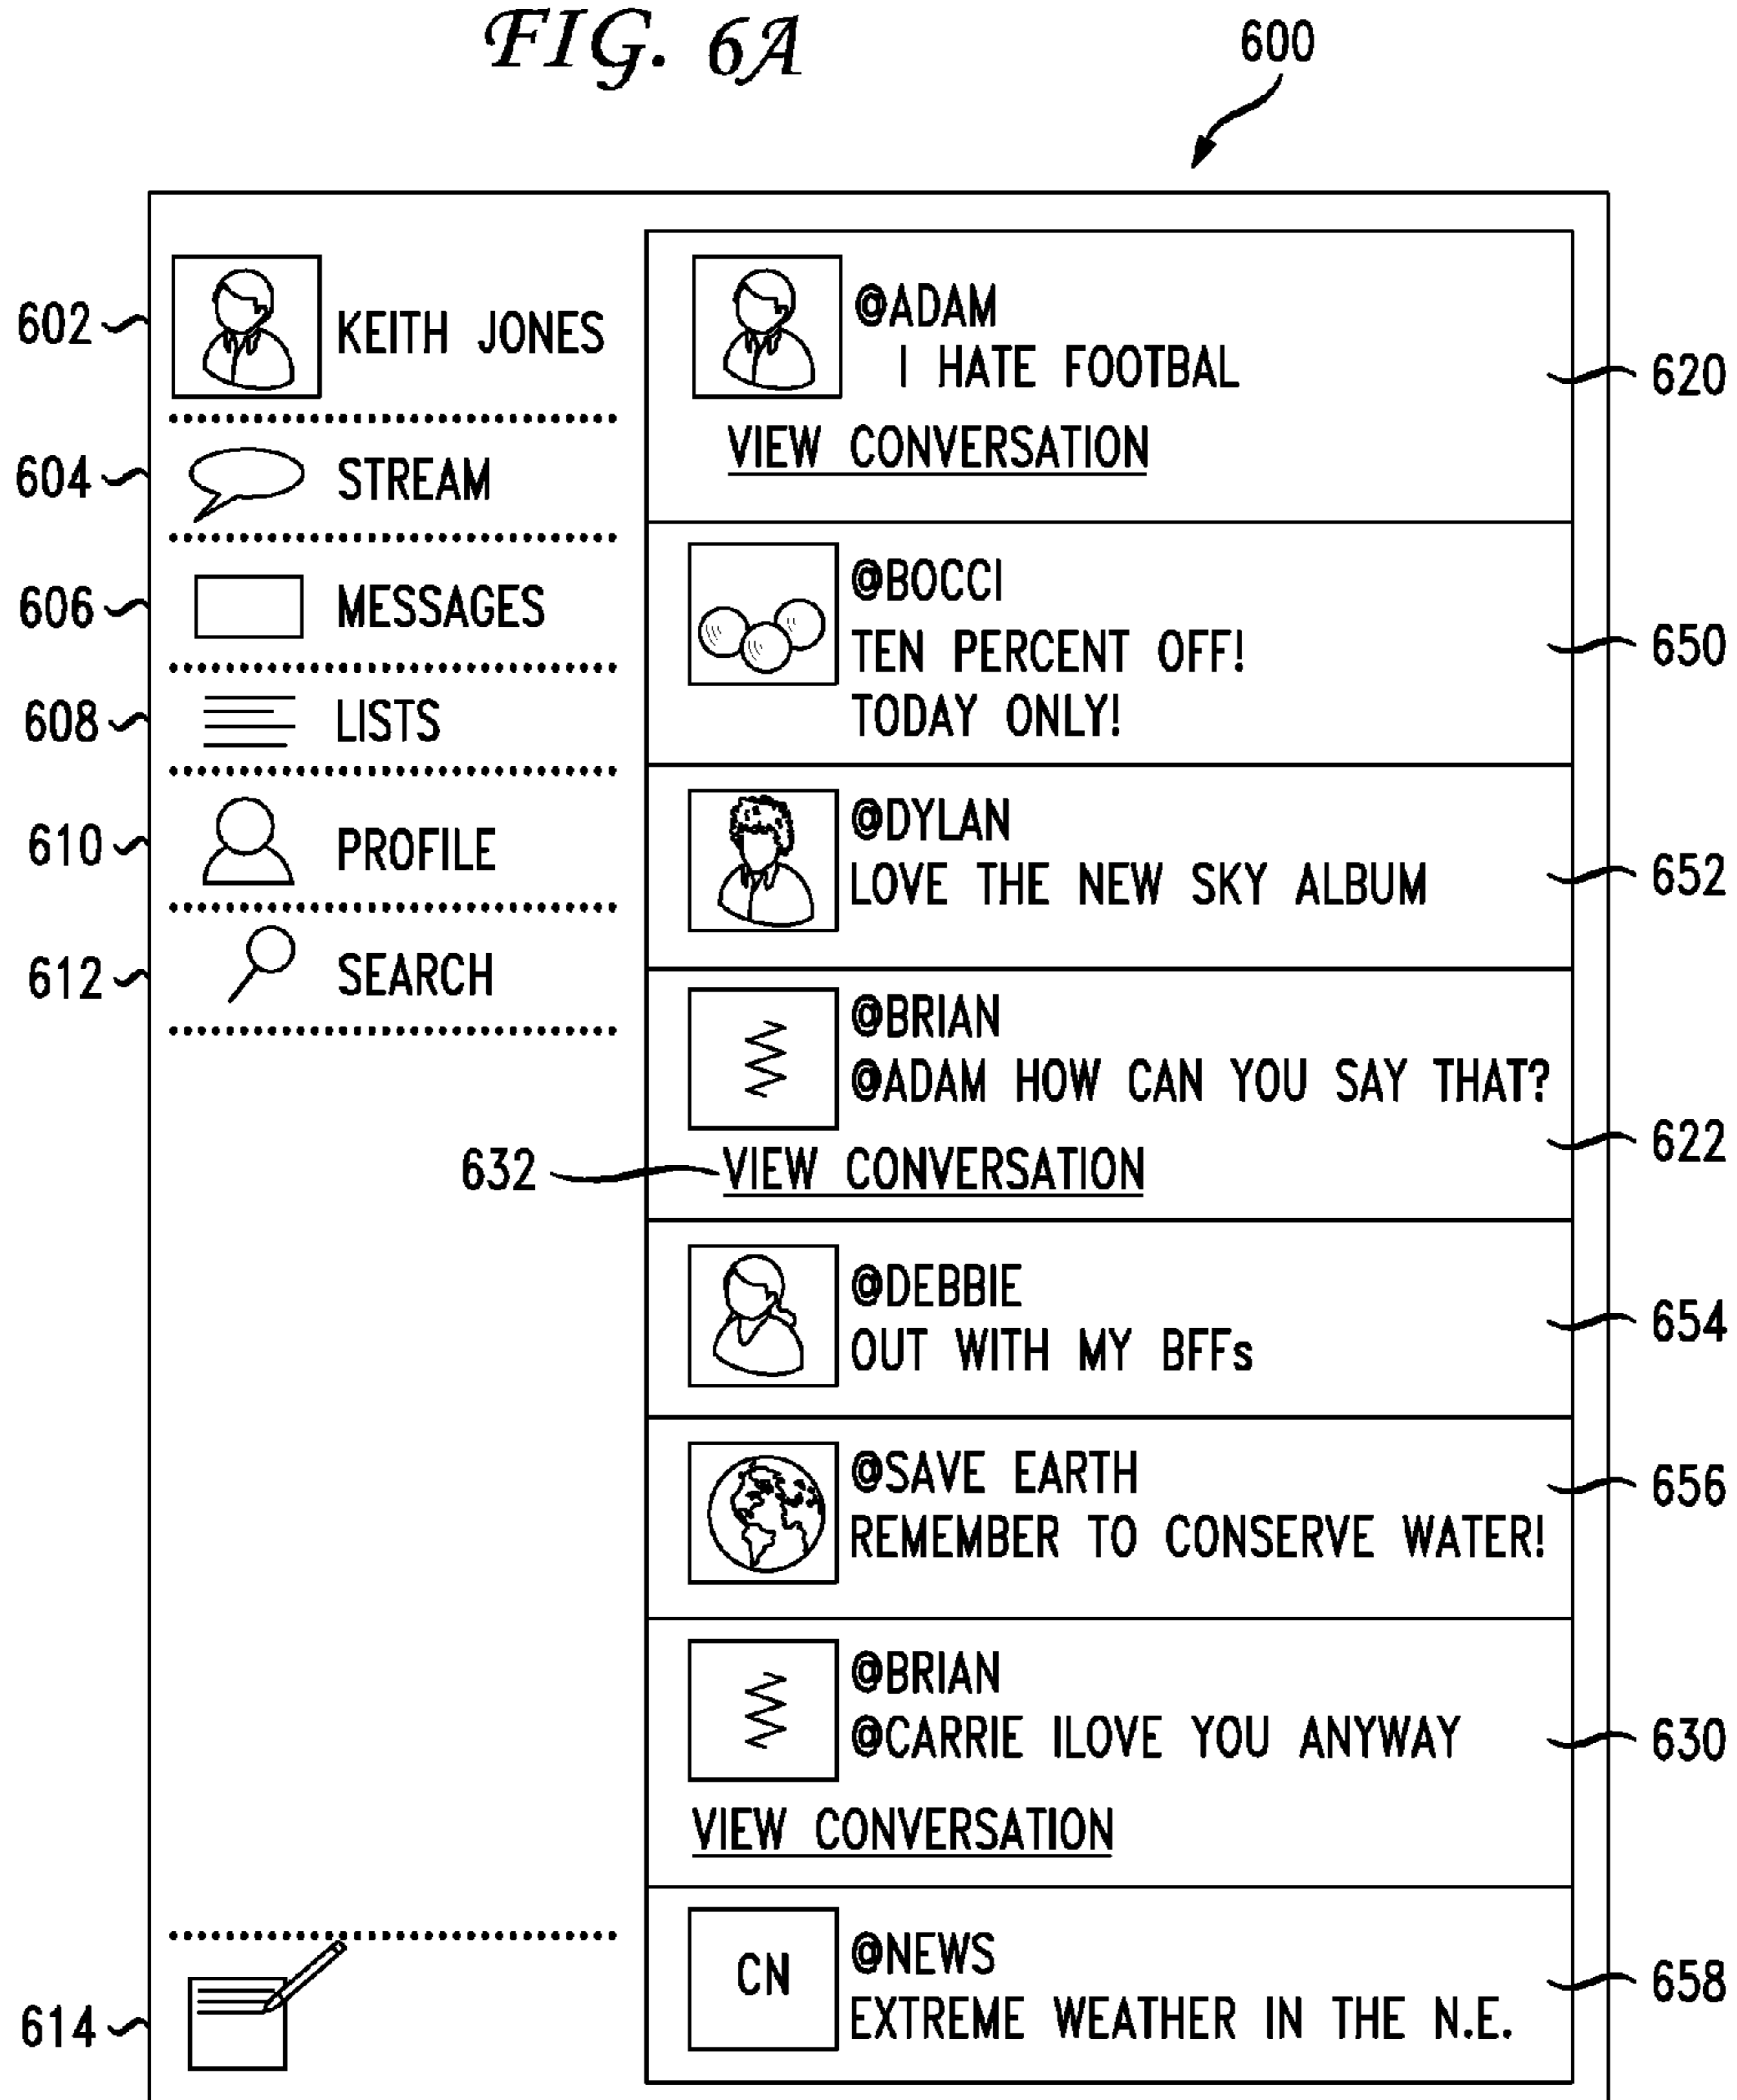 FIG. 6A
600
602
KEITH JONES
604
STREAM
606
MESSAGES
608
LISTS
610
PROFILE
612
SEARCH
614
@ADAM
I HATE FOOTBAL
VIEW CONVERSATION
620
@BOCCI
TEN PERCENT OFF!
TODAY ONLY!
650
@DYLAN
LOVE THE NEW SKY ALBUM
652
@BRIAN
@ADAM HOW CAN YOU SAY THAT?
622
632
VIEW CONVERSATION
@DEBBIE
OUT WITH MY BFFs
654
@SAVE EARTH
REMEMBER TO CONSERVE WATER!
656
@BRIAN
@CARRIE ILOVE YOU ANYWAY
630
VIEW CONVERSATION
CN
@NEWS
EXTREME WEATHER IN THE N.E.
658